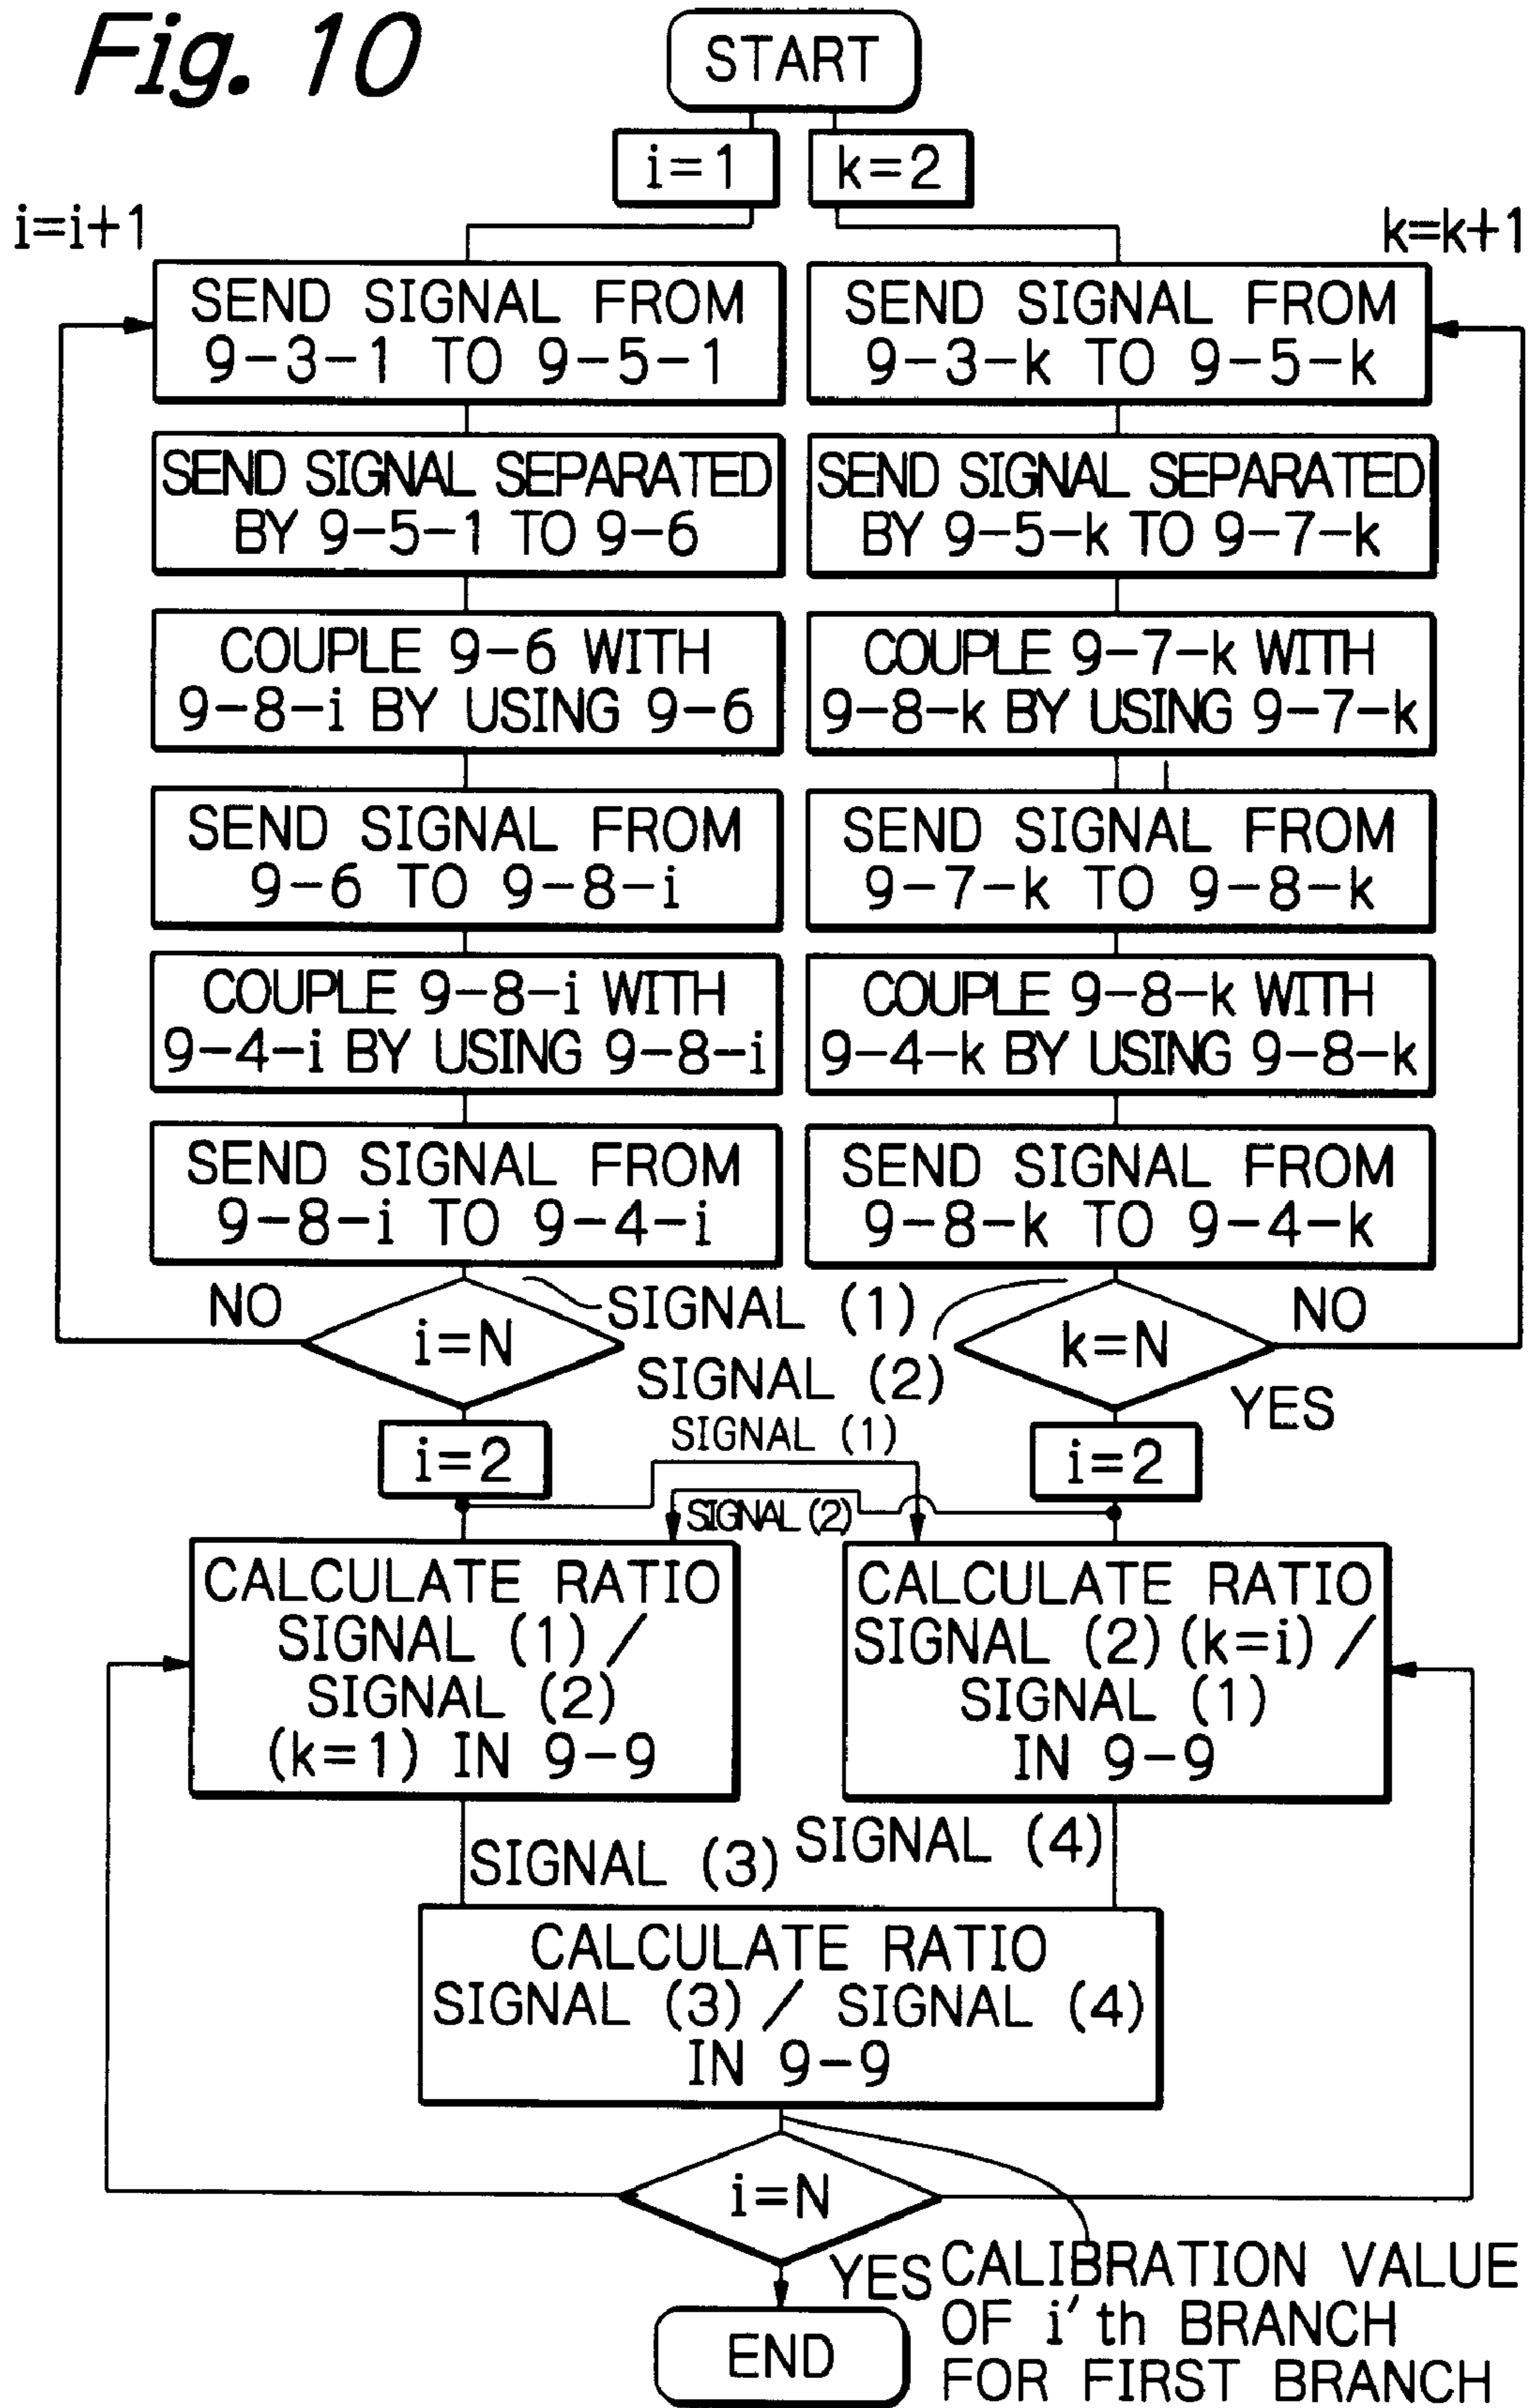 Fig. 10
START
i=1
k=2
i=i+1
k=k+1
SEND SIGNAL FROM
9-3-1 TO 9-5-1
SEND SIGNAL FROM
9-3-k TO 9-5-k
SEND SIGNAL SEPARATED
BY 9-5-1 TO 9-6
SEND SIGNAL SEPARATED
BY 9-5-k TO 9-7-k
COUPLE 9-6 WITH
9-8-i BY USING 9-6
COUPLE 9-7-k WITH
9-8-k BY USING 9-7-k
SEND SIGNAL FROM
9-6 TO 9-8-i
SEND SIGNAL FROM
9-7-k TO 9-8-k
COUPLE 9-8-i WITH
9-4-i BY USING 9-8-i
COUPLE 9-8-k WITH
9-4-k BY USING 9-8-k
SEND SIGNAL FROM
9-8-i TO 9-4-i
SEND SIGNAL FROM
9-8-k TO 9-4-k
NO
SIGNAL (1)
NO
i=N
k=N
SIGNAL (2)
YES
SIGNAL (1)
i=2
i=2
SIGNAL (2)
CALCULATE RATIO
SIGNAL (1) /
SIGNAL (2)
(k=1) IN 9-9
CALCULATE RATIO
SIGNAL (2) (k=i) /
SIGNAL (1)
IN 9-9
SIGNAL (3)
SIGNAL (4)
CALCULATE RATIO
SIGNAL (3) / SIGNAL (4)
IN 9-9
i=N
YES
CALIBRATION VALUE
OF i'th BRANCH
FOR FIRST BRANCH
END